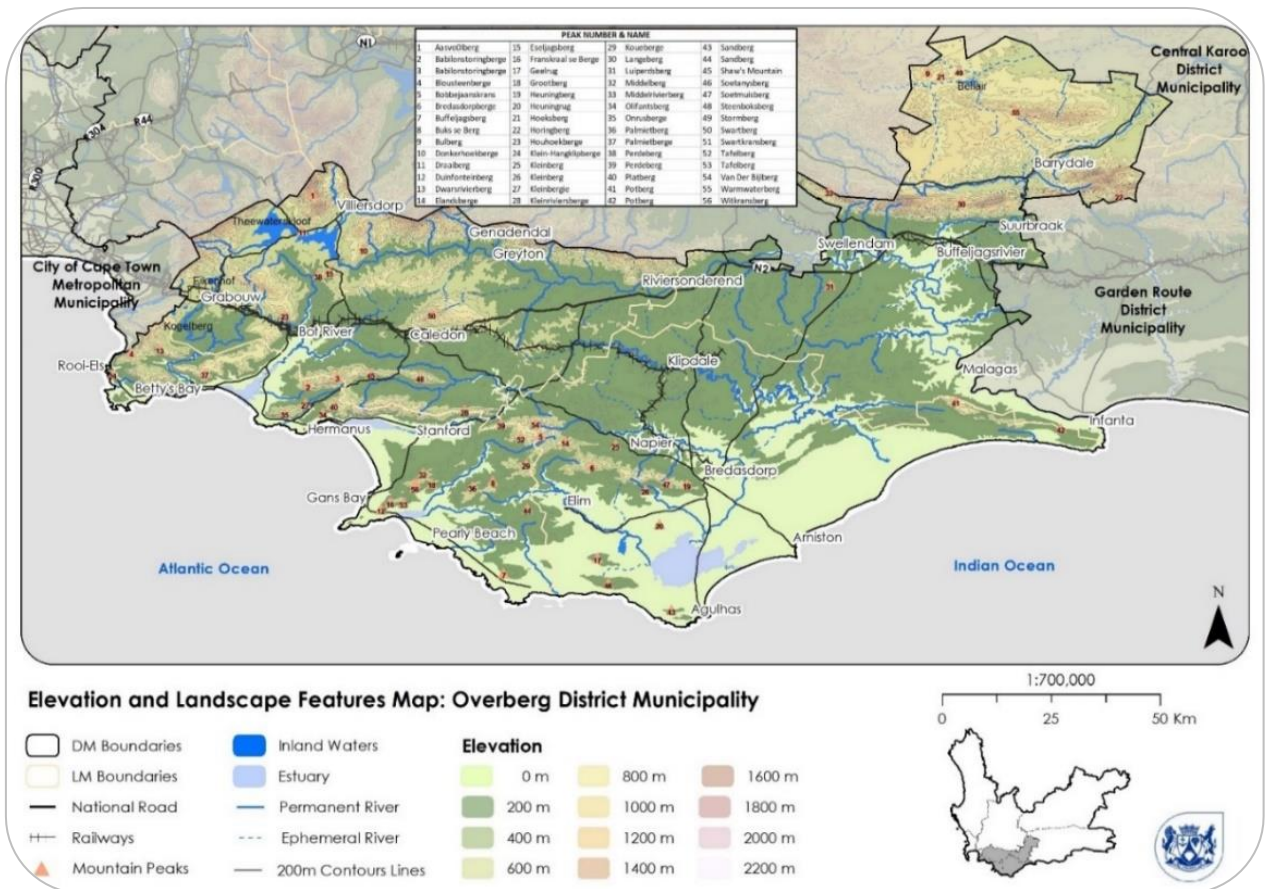 PEAK NUMBER & NAME
1 Aasvoëlberg 15 Eseljagsberg 29 Koueberge 43 Sandberg
2 Babilonstoringberge 16 Franskraal se Berge 30 Langeberg 44 Sandberg
3 Babilonstoringberge 17 Geelrug 31 Luiperdsberg 45 Shaw's Mountain
4 Blousteenberge 18 Grootberg 32 Middelberg 46 Soetanysberg
5 Bobbejaanskrans 19 Heuningberg 33 Middelrivierberg 47 Soetmuisberg
6 Bredasdorpberge 20 Heuningrug 34 Olifantsberg 48 Steenboksberg
7 Buffeljagsberg 21 Hoeksberg 35 Onrusberge 49 Stormberg
8 Buks se Berg 22 Horingberg 36 Palmietberg 50 Swartberg
9 Bulberg 23 Houhoekberge 37 Palmietberge 51 Swartkransberg
10 Donkerhoekberge 24 Klein-Hangklipberge 38 Perdeberg 52 Tafelberg
11 Draaiberg 25 Kleinberg 39 Perdeberg 53 Tafelberg
12 Duinfonteinberg 26 Kleinberg 40 Platberg 54 Van Der Bijlberg
13 Dwarsrivierberg 27 Kleinbergie 41 Potberg 55 Warmwaterberg
14 Elandsberge 28 Kleinriviersberge 42 Potberg 56 Witkransberg
N1
R44
R304
R300
Central Karoo
District
Municipality
Bellair
Barrydale
Villiersdorp
Theewaterskloof
Genadendal
Greyton
Swellendam
Suurbraak
Buffeljagsrivier
City of Cape Town
Metropolitan
Municipality
Eikenhof
Grabouw
Riviersonderend
N2
Garden Route
District
Municipality
Kogelberg
Bot River
Caledon
Rooi-Els
Klipdale
Malagas
Betty's Bay
Hermanus
Stanford
Infanta
Napier
Bredasdorp
Gans Bay
Elim
Pearly Beach
Arniston
Atlantic Ocean
Indian Ocean
Agulhas
N
Elevation and Landscape Features Map: Overberg District Municipality
1:700,000
0 25 50 Km
DM Boundaries
LM Boundaries
National Road
Railways
Mountain Peaks
Inland Waters
Estuary
Permanent River
Ephemeral River
200m Contours Lines
Elevation
0 m 800 m 1600 m
200 m 1000 m 1800 m
400 m 1200 m 2000 m
600 m 1400 m 2200 m